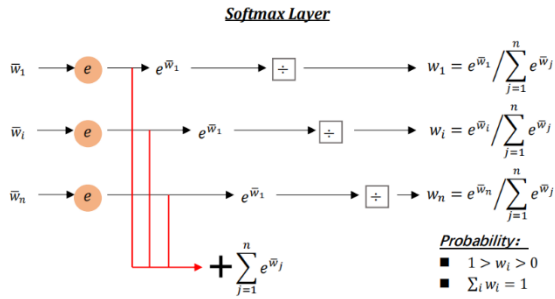 Softmax Layer
w̅₁ e e^{w̅₁} ÷ w₁ = e^{w̅₁} / ∑_{j=1}^{n} e^{w̅ⱼ}
w̅ᵢ e e^{w̅₁} ÷ wᵢ = e^{w̅ᵢ} / ∑_{j=1}^{n} e^{w̅ⱼ}
w̅ₙ e e^{w̅₁} ÷ wₙ = e^{w̅ₙ} / ∑_{j=1}^{n} e^{w̅ⱼ}
+ ∑_{j=1}^{n} e^{w̅ⱼ}
Probability:
■ 1 > wᵢ > 0
■ ∑ᵢ wᵢ = 1